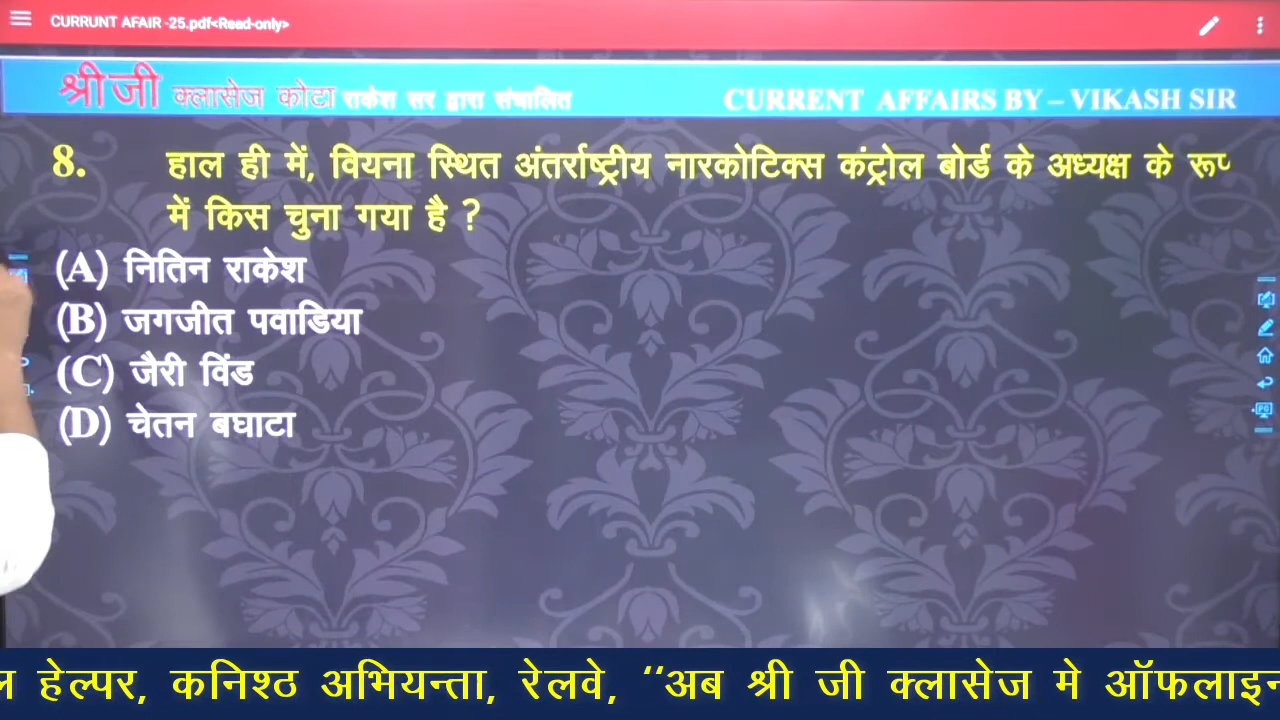 CURRUNT AFAIR -25.pdf<Read-only>
श्रीजी क्लासेज कोटा राकेश सर द्वारा संचालित CURRENT AFFAIRS BY – VIKASH SIR
8. हाल ही में, वियना स्थित अंतर्राष्ट्रीय नारकोटिक्स कंट्रोल बोर्ड के अध्यक्ष के रूप
में किस चुना गया है ?
(A) नितिन राकेश
(B) जगजीत पवाडिया
(C) जैरी विंड
(D) चेतन बघाटा
हेल्पर, कनिश्ठ अभियन्ता, रेलवे, ‘‘अब श्री जी क्लासेज मे ऑफलाइन